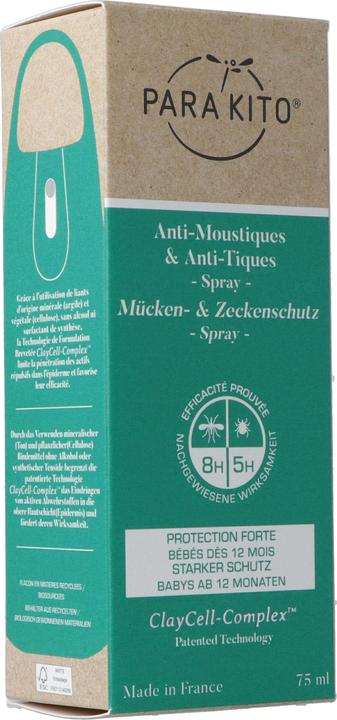 PARA'KITO®
Anti-Moustiques
& Anti-Tiques
- Spray -
Mücken- & Zeckenschutz
- Spray -
EFFICACITÉ PROUVÉE
8H 5H
NACHGEWIESENE WIRKSAMKEIT
PROTECTION FORTE
BÉBÉS DÈS 12 MOIS
STARKER SCHUTZ
BABYS AB 12 MONATEN
ClayCell-Complex™
Patented Technology
Made in France 75 ml
Grâce à l'utilisation de liants
d'origine minérale (argile) et
végétale (cellulose), sans alcool ni
surfactant de synthèse,
la Technologie de Formulation
Brevetée ClayCell-Complex™
limite la pénétration des actifs
répulsifs dans l'épiderme et favorise
leur efficacité.
Durch das Verwenden mineralischer
(Ton) und pflanzlicher(Cellulose)
Bindemittel ohne Alkohol oder
synthetischer Tenside begrenzt die
patentierte Technologie
ClayCell-Complex™ das Eindringen
von aktiven Abwehrstoffen in die
obere Hautschicht(Epidermis) und
fördert deren Wirksamkeit.
FLACON EN MATIERES RECYCLEES /
BIOSOURCEES
BEHÄLTER AUS RECYCELTEN /
BIOLOGISCH GEWONNENEN MATERIALIEN
FSC
MIXTE